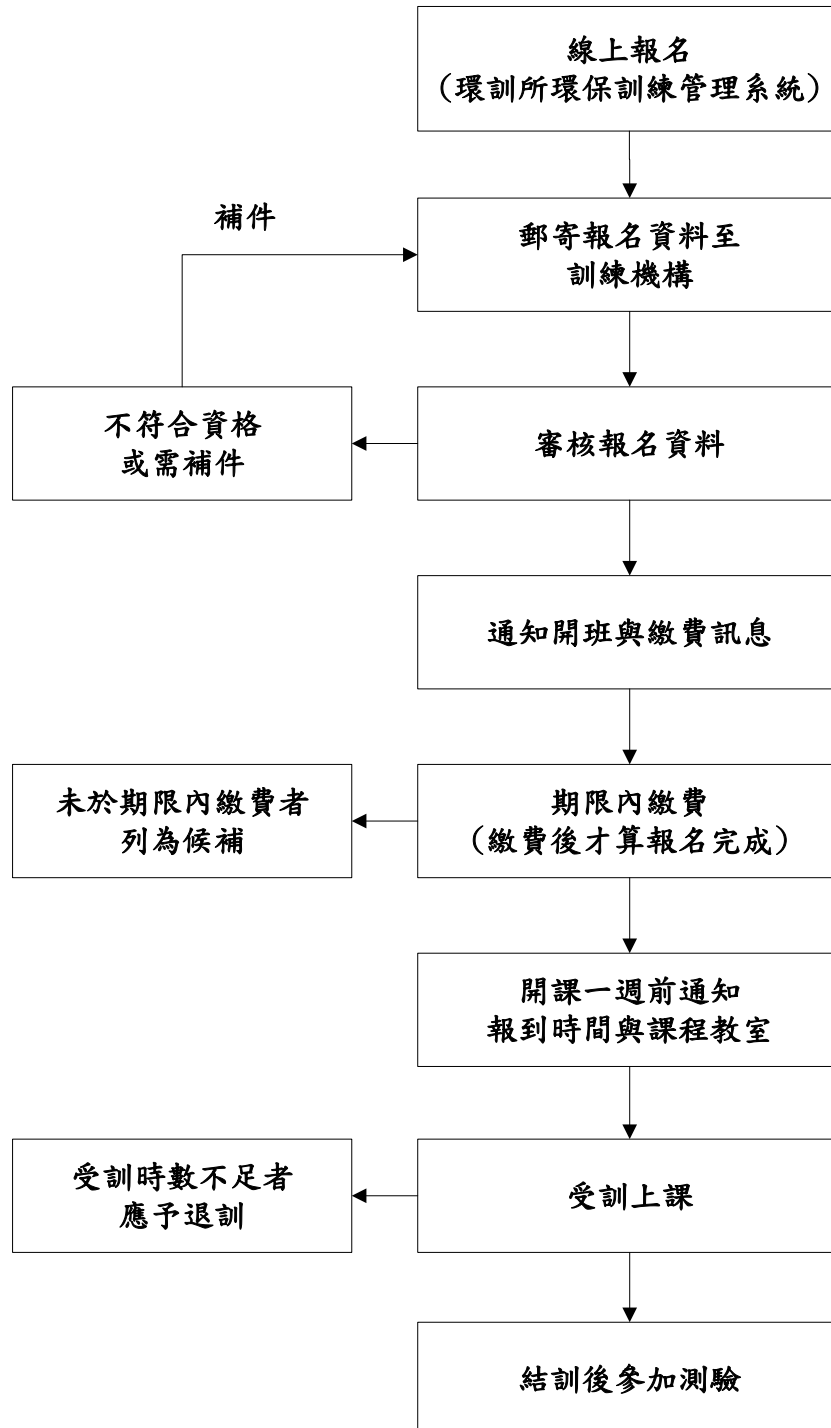 線上報名
（環訓所環保訓練管理系統）
補件
郵寄報名資料至
訓練機構
不符合資格
或需補件
審核報名資料
通知開班與繳費訊息
未於期限內繳費者
列為候補
期限內繳費
（繳費後才算報名完成）
開課一週前通知
報到時間與課程教室
受訓時數不足者
應予退訓
受訓上課
結訓後參加測驗